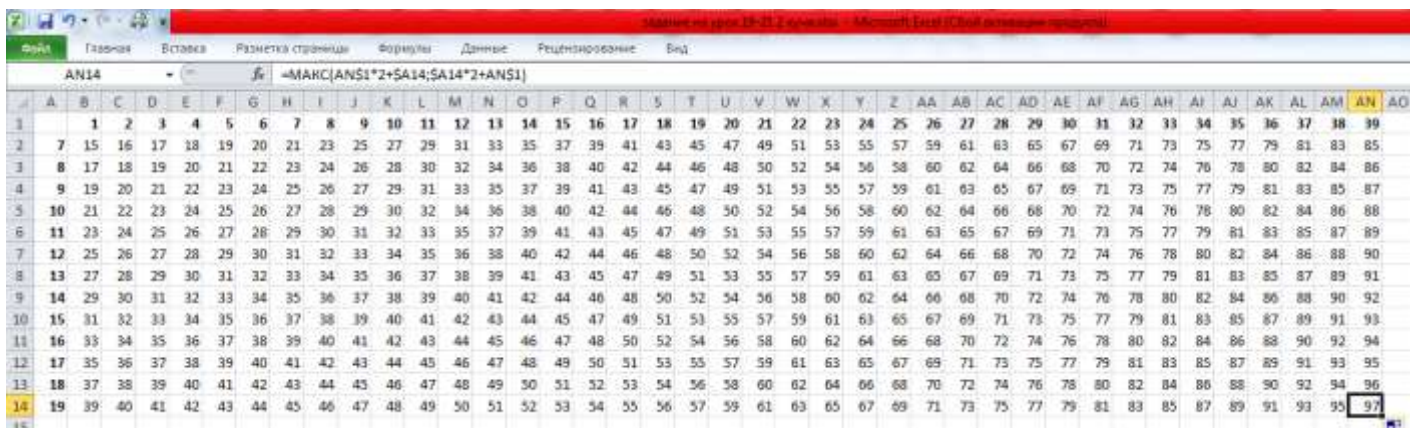 задание на урок 19-21 2 кучи.xlsx - Microsoft Excel (Сбой активации продукта)
Файл Главная Вставка Разметка страницы Формулы Данные Рецензирование Вид
AN14 fx =МАКС(AN$1*2+$A14;$A14*2+AN$1)
A B C D E F G H I J K L M N O P Q R S T U V W X Y Z AA AB AC AD AE AF AG AH AI AJ AK AL AM AN AO
1 1 2 3 4 5 6 7 8 9 10 11 12 13 14 15 16 17 18 19 20 21 22 23 24 25 26 27 28 29 30 31 32 33 34 35 36 37 38 39
2 7 15 16 17 18 19 20 21 23 25 27 29 31 33 35 37 39 41 43 45 47 49 51 53 55 57 59 61 63 65 67 69 71 73 75 77 79 81 83 85
3 8 17 18 19 20 21 22 23 24 26 28 30 32 34 36 38 40 42 44 46 48 50 52 54 56 58 60 62 64 66 68 70 72 74 76 78 80 82 84 86
4 9 19 20 21 22 23 24 25 26 27 29 31 33 35 37 39 41 43 45 47 49 51 53 55 57 59 61 63 65 67 69 71 73 75 77 79 81 83 85 87
5 10 21 22 23 24 25 26 27 28 29 30 32 34 36 38 40 42 44 46 48 50 52 54 56 58 60 62 64 66 68 70 72 74 76 78 80 82 84 86 88
6 11 23 24 25 26 27 28 29 30 31 32 33 35 37 39 41 43 45 47 49 51 53 55 57 59 61 63 65 67 69 71 73 75 77 79 81 83 85 87 89
7 12 25 26 27 28 29 30 31 32 33 34 35 36 38 40 42 44 46 48 50 52 54 56 58 60 62 64 66 68 70 72 74 76 78 80 82 84 86 88 90
8 13 27 28 29 30 31 32 33 34 35 36 37 38 39 41 43 45 47 49 51 53 55 57 59 61 63 65 67 69 71 73 75 77 79 81 83 85 87 89 91
9 14 29 30 31 32 33 34 35 36 37 38 39 40 41 42 44 46 48 50 52 54 56 58 60 62 64 66 68 70 72 74 76 78 80 82 84 86 88 90 92
10 15 31 32 33 34 35 36 37 38 39 40 41 42 43 44 45 47 49 51 53 55 57 59 61 63 65 67 69 71 73 75 77 79 81 83 85 87 89 91 93
11 16 33 34 35 36 37 38 39 40 41 42 43 44 45 46 47 48 50 52 54 56 58 60 62 64 66 68 70 72 74 76 78 80 82 84 86 88 90 92 94
12 17 35 36 37 38 39 40 41 42 43 44 45 46 47 48 49 50 51 53 55 57 59 61 63 65 67 69 71 73 75 77 79 81 83 85 87 89 91 93 95
13 18 37 38 39 40 41 42 43 44 45 46 47 48 49 50 51 52 53 54 56 58 60 62 64 66 68 70 72 74 76 78 80 82 84 86 88 90 92 94 96
14 19 39 40 41 42 43 44 45 46 47 48 49 50 51 52 53 54 55 56 57 59 61 63 65 67 69 71 73 75 77 79 81 83 85 87 89 91 93 95 97
15